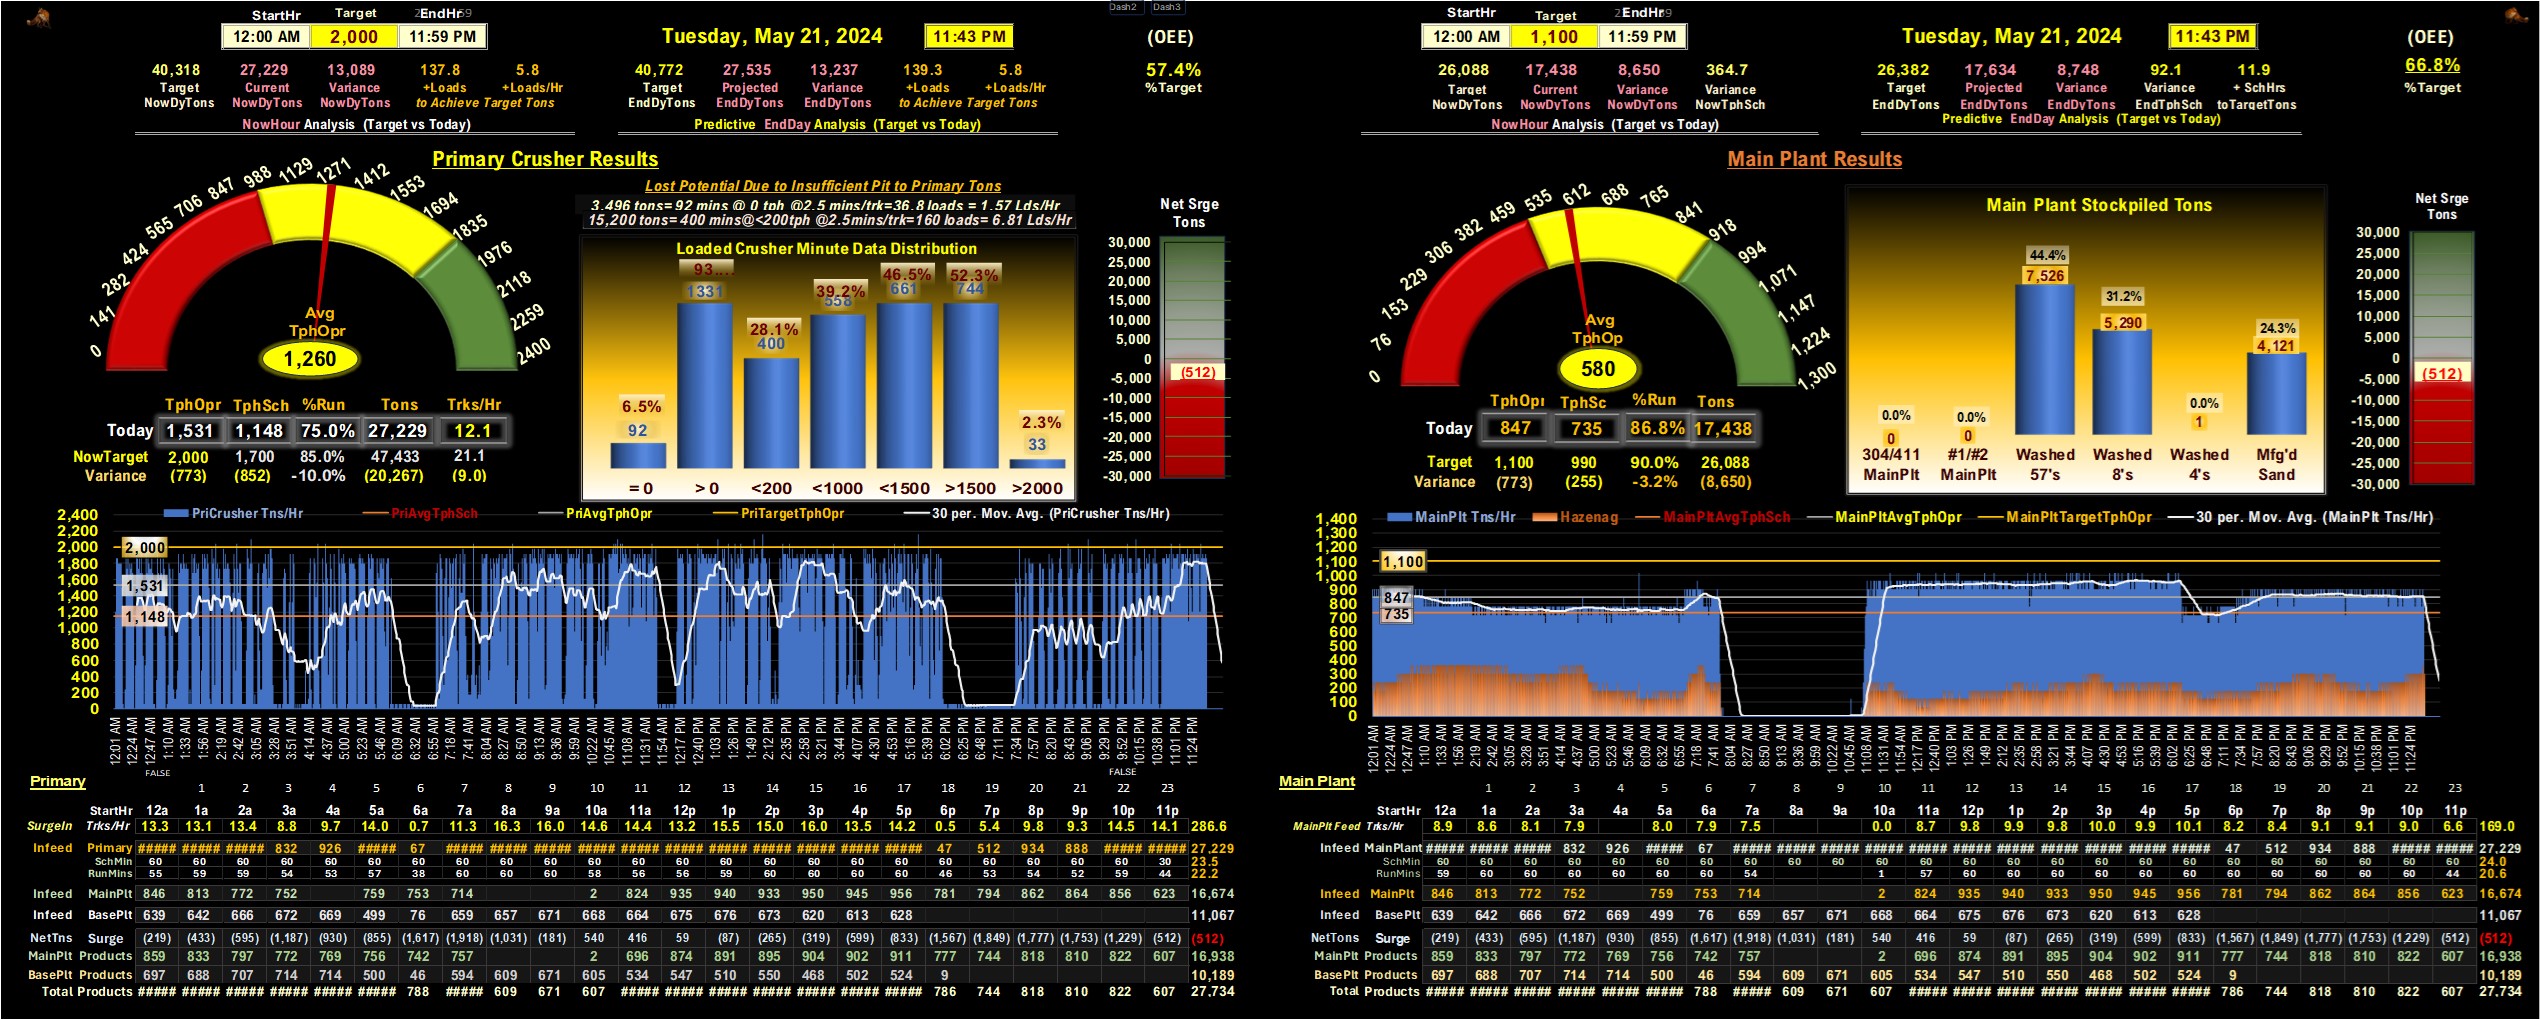 Dash2 Dash3
StartHr Target EndHr
12:00 AM 2,000 11:59 PM
Tuesday, May 21, 2024 11:43 PM
(OEE)
57.4%
%Target
40,318 27,229 13,089 137.8 5.8
Target Current Variance +Loads +Loads/Hr
NowDyTons NowDyTons NowDyTons to Achieve Target Tons
NowHour Analysis (Target vs Today)
40,772 27,535 13,237 139.3 5.8
Target Projected Variance +Loads +Loads/Hr
EndDyTons EndDyTons EndDyTons to Achieve Target Tons
Predictive EndDay Analysis (Target vs Today)
Primary Crusher Results
0 141 282 424 565 706 847 988 1129 1271 1412 1553 1694 1835 1976 2118 2259 2400
Avg
TphOpr
1,260
TphOpr TphSch %Run Tons Trks/Hr
Today 1,531 1,148 75.0% 27,229 12.1
NowTarget 2,000 1,700 85.0% 47,433 21.1
Variance (773) (852) -10.0% (20,267) (9.0)
Lost Potential Due to Insufficient Pit to Primary Tons
3,496 tons= 92 mins @ 0 tph @2.5 mins/trk=36.8 loads = 1.57 Lds/Hr
15,200 tons= 400 mins@<200tph @2.5mins/trk=160 loads= 6.81 Lds/Hr
Loaded Crusher Minute Data Distribution
93.... 46.5% 52.3%
1331 39.2% 661 744
558
28.1%
400
6.5%
92
2.3%
33
= 0 > 0 <200 <1000 <1500 >1500 >2000
Net Srge
Tons
30,000
25,000
20,000
15,000
10,000
5,000
0
(512)
-5,000
-10,000
-15,000
-20,000
-25,000
-30,000
PriCrusher Tns/Hr PriAvgTphSch PriAvgTphOpr PriTargetTphOpr 30 per. Mov. Avg. (PriCrusher Tns/Hr)
2,400
2,200
2,000 2,000
1,800
1,600 1,531
1,400
1,200 1,148
1,000
800
600
400
200
0
12:01 AM 12:24 AM 12:47 AM 1:10 AM 1:33 AM 1:56 AM 2:19 AM 2:42 AM 3:05 AM 3:28 AM 3:51 AM 4:14 AM 4:37 AM 5:00 AM 5:23 AM 5:46 AM 6:09 AM 6:32 AM 6:55 AM 7:18 AM 7:41 AM 8:04 AM 8:27 AM 8:50 AM 9:13 AM 9:36 AM 9:59 AM 10:22 AM 10:45 AM 11:08 AM 11:31 AM 11:54 AM 12:17 PM 12:40 PM 1:03 PM 1:26 PM 1:49 PM 2:12 PM 2:35 PM 2:58 PM 3:21 PM 3:44 PM 4:07 PM 4:30 PM 4:53 PM 5:16 PM 5:39 PM 6:02 PM 6:25 PM 6:48 PM 7:11 PM 7:34 PM 7:57 PM 8:20 PM 8:43 PM 9:06 PM 9:29 PM 9:52 PM 10:15 PM 10:38 PM 11:01 PM 11:24 PM
FALSE FALSE
Primary
1 2 3 4 5 6 7 8 9 10 11 12 13 14 15 16 17 18 19 20 21 22 23
StartHr 12a 1a 2a 3a 4a 5a 6a 7a 8a 9a 10a 11a 12p 1p 2p 3p 4p 5p 6p 7p 8p 9p 10p 11p
SurgeIn Trks/Hr 13.3 13.1 13.4 8.8 9.7 14.0 0.7 11.3 16.3 16.0 14.6 14.4 13.2 15.5 15.0 16.0 13.5 14.2 0.5 5.4 9.8 9.3 14.5 14.1 286.6
Infeed Primary ##### ##### ##### 832 926 ##### 67 ##### ##### ##### ##### ##### ##### ##### ##### ##### ##### ##### 47 512 934 888 ##### ##### 27,229
SchMin 60 60 60 60 60 60 60 60 60 60 60 60 60 60 60 60 60 60 60 60 60 60 60 30 23.5
RunMins 55 59 59 54 53 57 38 60 60 60 58 56 56 59 60 60 60 60 46 53 54 52 59 44 22.2
Infeed MainPlt 846 813 772 752 759 753 714 2 824 935 940 933 950 945 956 781 794 862 864 856 623 16,674
Infeed BasePlt 639 642 666 672 669 499 76 659 657 671 668 664 675 676 673 620 613 628 11,067
NetTns Surge (219) (433) (595) (1,187) (930) (855) (1,617) (1,918) (1,031) (181) 540 416 59 (87) (265) (319) (599) (833) (1,567) (1,849) (1,777) (1,753) (1,229) (512) (512)
MainPlt Products 859 833 797 772 769 756 742 757 2 696 874 891 895 904 902 911 777 744 818 810 822 607 16,938
BasePlt Products 697 688 707 714 714 500 46 594 609 671 605 534 547 510 550 468 502 524 9 10,189
Total Products ##### ##### ##### ##### ##### ##### 788 ##### 609 671 607 ##### ##### ##### ##### ##### ##### ##### 786 744 818 810 822 607 27,734
StartHr Target EndHr
12:00 AM 1,100 11:59 PM
Tuesday, May 21, 2024 11:43 PM
(OEE)
66.8%
%Target
26,088 17,438 8,650 364.7
Target Current Variance Variance
NowDyTons NowDyTons NowDyTons NowTphSch
NowHour Analysis (Target vs Today)
26,382 17,634 8,748 92.1 11.9
Target Projected Variance Variance + SchHrs
EndDyTons EndDyTons EndDyTons EndTphSch toTargetTons
Predictive EndDay Analysis (Target vs Today)
Main Plant Results
0 76 153 229 306 382 459 535 612 688 765 841 918 994 1,071 1,147 1,224 1,300
Avg
TphOp
580
TphOpr TphSc %Run Tons
Today 847 735 86.8% 17,438
Target 1,100 990 90.0% 26,088
Variance (773) (255) -3.2% (8,650)
Main Plant Stockpiled Tons
44.4%
7,526
31.2%
5,290
24.3%
4,121
0.0% 0.0% 0.0%
0 0 1
304/411 #1/#2 Washed Washed Washed Mfg'd
MainPlt MainPlt 57's 8's 4's Sand
Net Srge
Tons
30,000
25,000
20,000
15,000
10,000
5,000
0
(512)
-5,000
-10,000
-15,000
-20,000
-25,000
-30,000
MainPlt Tns/Hr Hazenag MainPltAvgTphSch MainPltAvgTphOpr MainPltTargetTphOpr 30 per. Mov. Avg. (MainPlt Tns/Hr)
1,400
1,300
1,200
1,100 1,100
1,000
900
800 847
700 735
600
500
400
300
200
100
0
12:01 AM 12:24 AM 12:47 AM 1:10 AM 1:33 AM 1:56 AM 2:19 AM 2:42 AM 3:05 AM 3:28 AM 3:51 AM 4:14 AM 4:37 AM 5:00 AM 5:23 AM 5:46 AM 6:09 AM 6:32 AM 6:55 AM 7:18 AM 7:41 AM 8:04 AM 8:27 AM 8:50 AM 9:13 AM 9:36 AM 9:59 AM 10:22 AM 10:45 AM 11:08 AM 11:31 AM 11:54 AM 12:17 PM 12:40 PM 1:03 PM 1:26 PM 1:49 PM 2:12 PM 2:35 PM 2:58 PM 3:21 PM 3:44 PM 4:07 PM 4:30 PM 4:53 PM 5:16 PM 5:39 PM 6:02 PM 6:25 PM 6:48 PM 7:11 PM 7:34 PM 7:57 PM 8:20 PM 8:43 PM 9:06 PM 9:29 PM 9:52 PM 10:15 PM 10:38 PM 11:01 PM 11:24 PM
Main Plant
1 2 3 4 5 6 7 8 9 10 11 12 13 14 15 16 17 18 19 20 21 22 23
StartHr 12a 1a 2a 3a 4a 5a 6a 7a 8a 9a 10a 11a 12p 1p 2p 3p 4p 5p 6p 7p 8p 9p 10p 11p
MainPlt Feed Trks/Hr 8.9 8.6 8.1 7.9 8.0 7.9 7.5 0.0 8.7 9.8 9.9 9.8 10.0 9.9 10.1 8.2 8.4 9.1 9.1 9.0 6.6 169.0
Infeed MainPlant ##### ##### ##### 832 926 ##### 67 ##### ##### ##### ##### ##### ##### ##### ##### ##### ##### ##### 47 512 934 888 ##### ##### 27,229
SchMin 60 60 60 60 60 60 60 60 60 60 60 60 60 60 60 60 60 60 60 60 60 60 60 60 24.0
RunMins 59 60 60 60 60 60 54 1 57 60 60 60 60 60 60 60 60 60 60 60 44 20.6
Infeed MainPlt 846 813 772 752 759 753 714 2 824 935 940 933 950 945 956 781 794 862 864 856 623 16,674
Infeed BasePlt 639 642 666 672 669 499 76 659 657 671 668 664 675 676 673 620 613 628 11,067
NetTons Surge (219) (433) (595) (1,187) (930) (855) (1,617) (1,918) (1,031) (181) 540 416 59 (87) (265) (319) (599) (833) (1,567) (1,849) (1,777) (1,753) (1,229) (512) (512)
MainPlt Products 859 833 797 772 769 756 742 757 2 696 874 891 895 904 902 911 777 744 818 810 822 607 16,938
BasePlt Products 697 688 707 714 714 500 46 594 609 671 605 534 547 510 550 468 502 524 9 10,189
Total Products ##### ##### ##### ##### ##### ##### 788 ##### 609 671 607 ##### ##### ##### ##### ##### ##### ##### 786 744 818 810 822 607 27,734